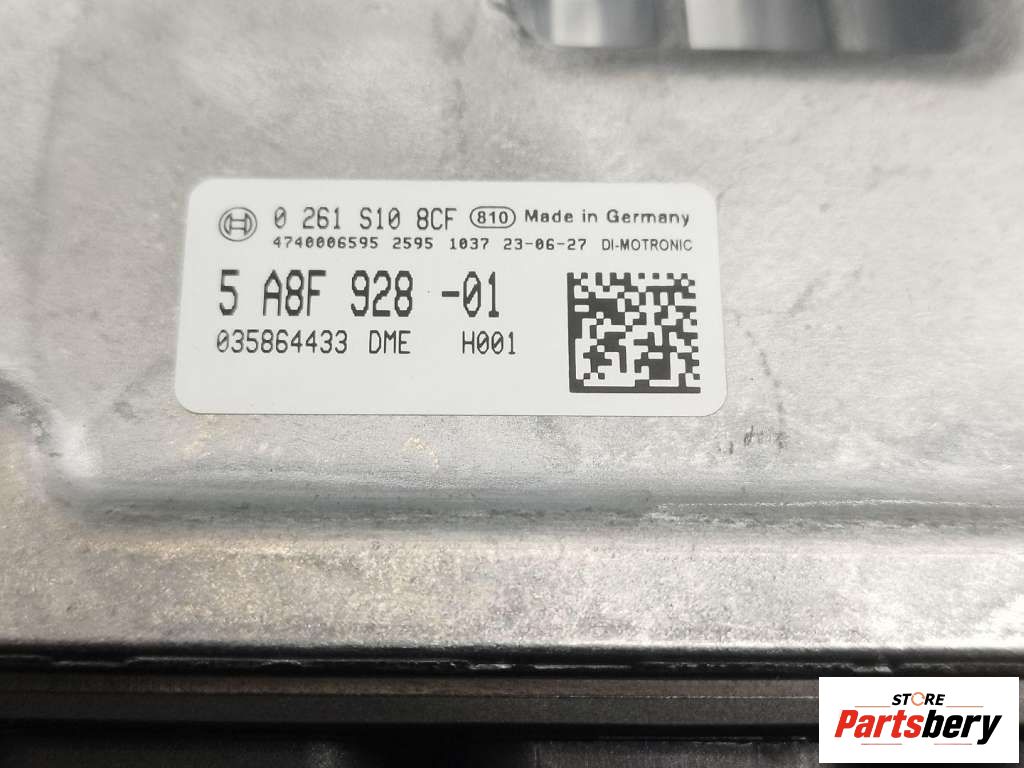 0 261 S10 8CF 810 Made in Germany
4740006595 2595 1037 23-06-27 DI-MOTRONIC
5 A8F 928 -01
035864433 DME H001
STORE
Partsbery